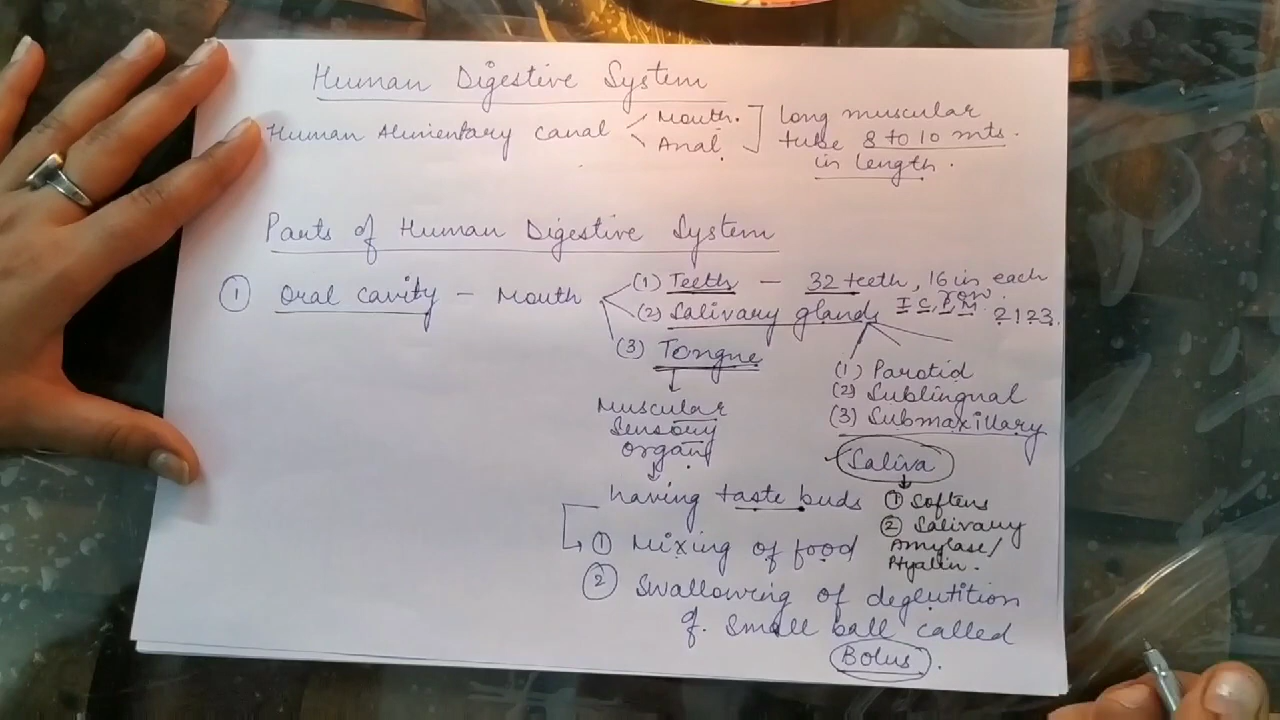 Human Digestive System
Human Alimentary canal
Mouth.
Anal.
Long muscular
tube 8 to 10 mts.
in length.
Parts of Human Digestive System
1 Oral cavity - Mouth
(1) Teeth - 32 teeth, 16 in each
row.
I C P M 2123.
(2) Salivary glands
(3) Tongue
(1) Parotid
(2) Sublingual
(3) Submaxillary
Saliva
1 Softens
2 Salivary
Amylase/
Ptyalin.
Muscular
Sensory
organ
having taste buds
1 Mixing of food
2 Swallowing of deglutition
of small ball called
Bolus.